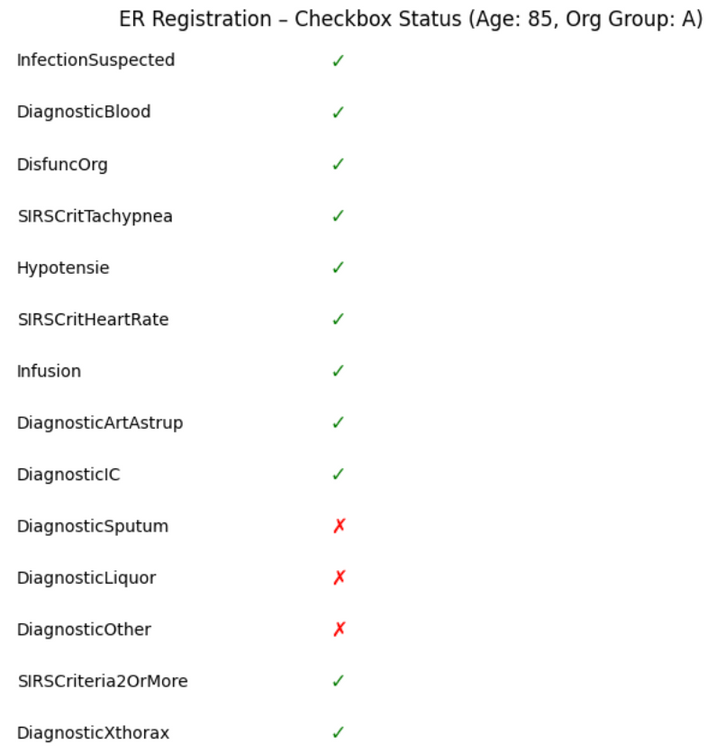 ER Registration – Checkbox Status (Age: 85, Org Group: A)
InfectionSuspected ✓
DiagnosticBlood ✓
DisfuncOrg ✓
SIRSCritTachypnea ✓
Hypotensie ✓
SIRSCritHeartRate ✓
Infusion ✓
DiagnosticArtAstrup ✓
DiagnosticIC ✓
DiagnosticSputum ✗
DiagnosticLiquor ✗
DiagnosticOther ✗
SIRSCriteria2OrMore ✓
DiagnosticXthorax ✓